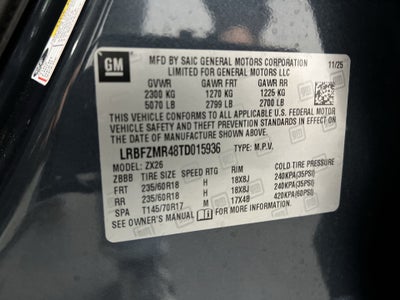 GM
MFD BY SAIC GENERAL MOTORS CORPORATION 11/25
LIMITED FOR GENERAL MOTORS LLC
GVWR GAWR FRT GAWR RR
2300 KG 1270 KG 1225 KG
5070 LB 2799 LB 2700 LB
THIS VEHICLE CONFORMS TO ALL APPLICABLE U.S. FEDERAL MOTOR
VEHICLE SAFETY, BUMPER, AND THEFT PREVENTION STANDARDS IN EFFECT ON THE
DATE OF MANUFACTURE SHOWN ABOVE.
LRBFZMR48TD015936 TYPE: M.P.V.
MODEL: ZX26
ZBBB TIRE SIZE SPEED RTG RIM COLD TIRE PRESSURE
FRT 235/60R18 H 18X8J 240KPA(35PSI)
RR 235/60R18 H 18X8J 240KPA(35PSI)
SPA T145/70R17 M 17X4B 420KPA(60PSI)
SEE OWNER'S MANUAL FOR MORE INFORMATION.